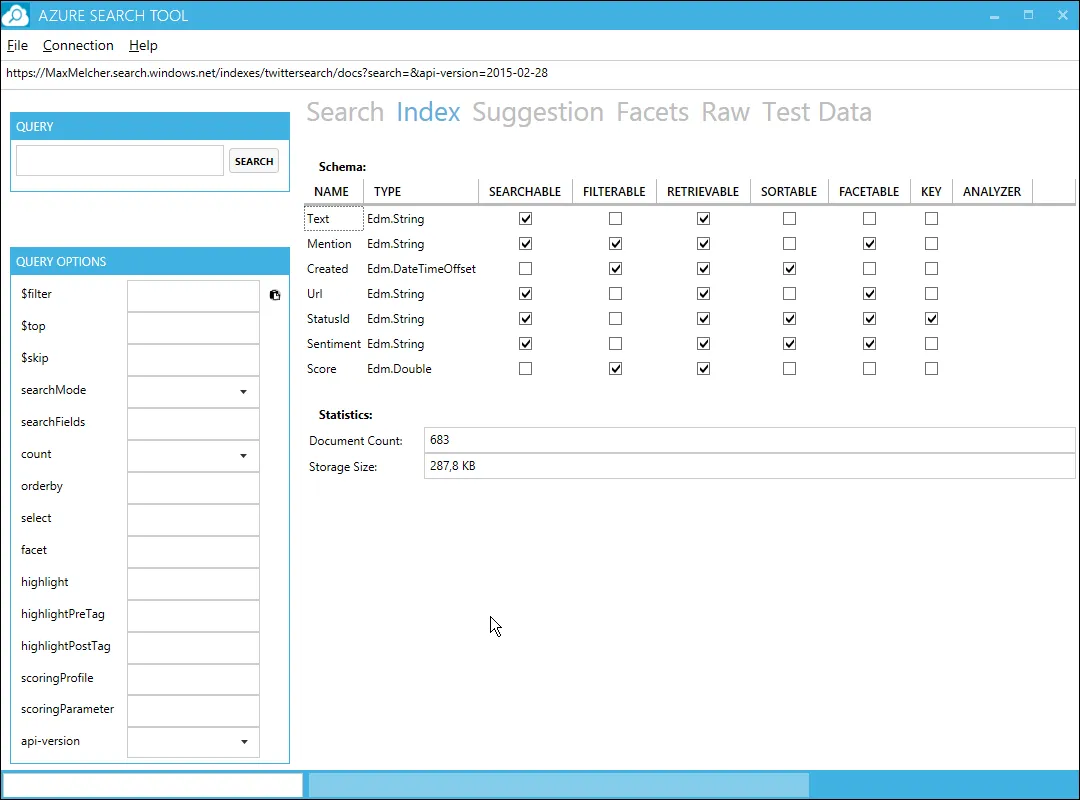 AZURE SEARCH TOOL
File Connection Help
https://MaxMelcher.search.windows.net/indexes/twittersearch/docs?search=&api-version=2015-02-28
QUERY
SEARCH
QUERY OPTIONS
$filter
$top
$skip
searchMode
searchFields
count
orderby
select
facet
highlight
highlightPreTag
highlightPostTag
scoringProfile
scoringParameter
api-version
Search Index Suggestion Facets Raw Test Data
Schema:
NAME TYPE SEARCHABLE FILTERABLE RETRIEVABLE SORTABLE FACETABLE KEY ANALYZER
Text Edm.String
Mention Edm.String
Created Edm.DateTimeOffset
Url Edm.String
StatusId Edm.String
Sentiment Edm.String
Score Edm.Double
Statistics:
Document Count: 683
Storage Size: 287,8 KB